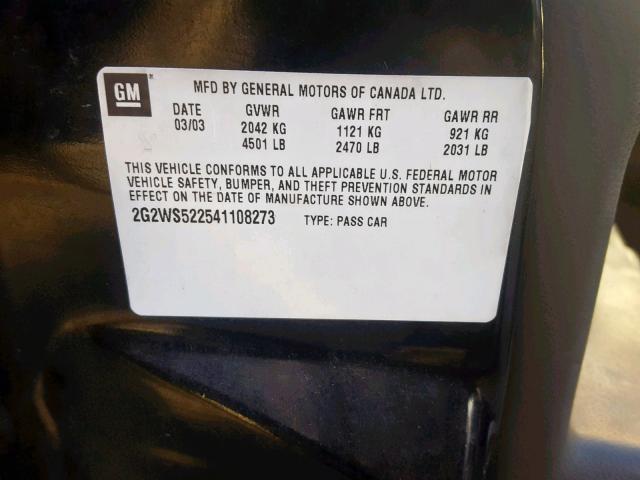 GM
MFD BY GENERAL MOTORS OF CANADA LTD.
DATE GVWR GAWR FRT GAWR RR
03/03 2042 KG 1121 KG 921 KG
4501 LB 2470 LB 2031 LB
THIS VEHICLE CONFORMS TO ALL APPLICABLE U.S. FEDERAL MOTOR
VEHICLE SAFETY, BUMPER, AND THEFT PREVENTION STANDARDS IN
EFFECT ON THE DATE OF MANUFACTURE SHOWN ABOVE.
2G2WS522541108273 TYPE: PASS CAR